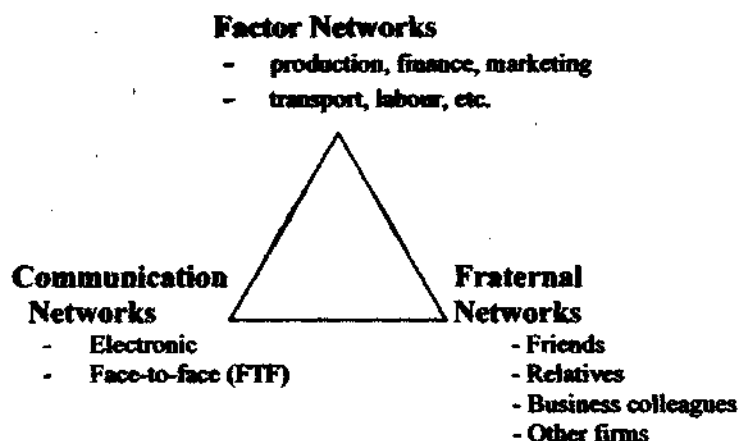 Factor Networks
- production, finance, marketing
- transport, labour, etc.
Communication
Networks
- Electronic
- Face-to-face (FTF)
Fraternal
Networks
- Friends
- Relatives
- Business colleagues
- Other firms